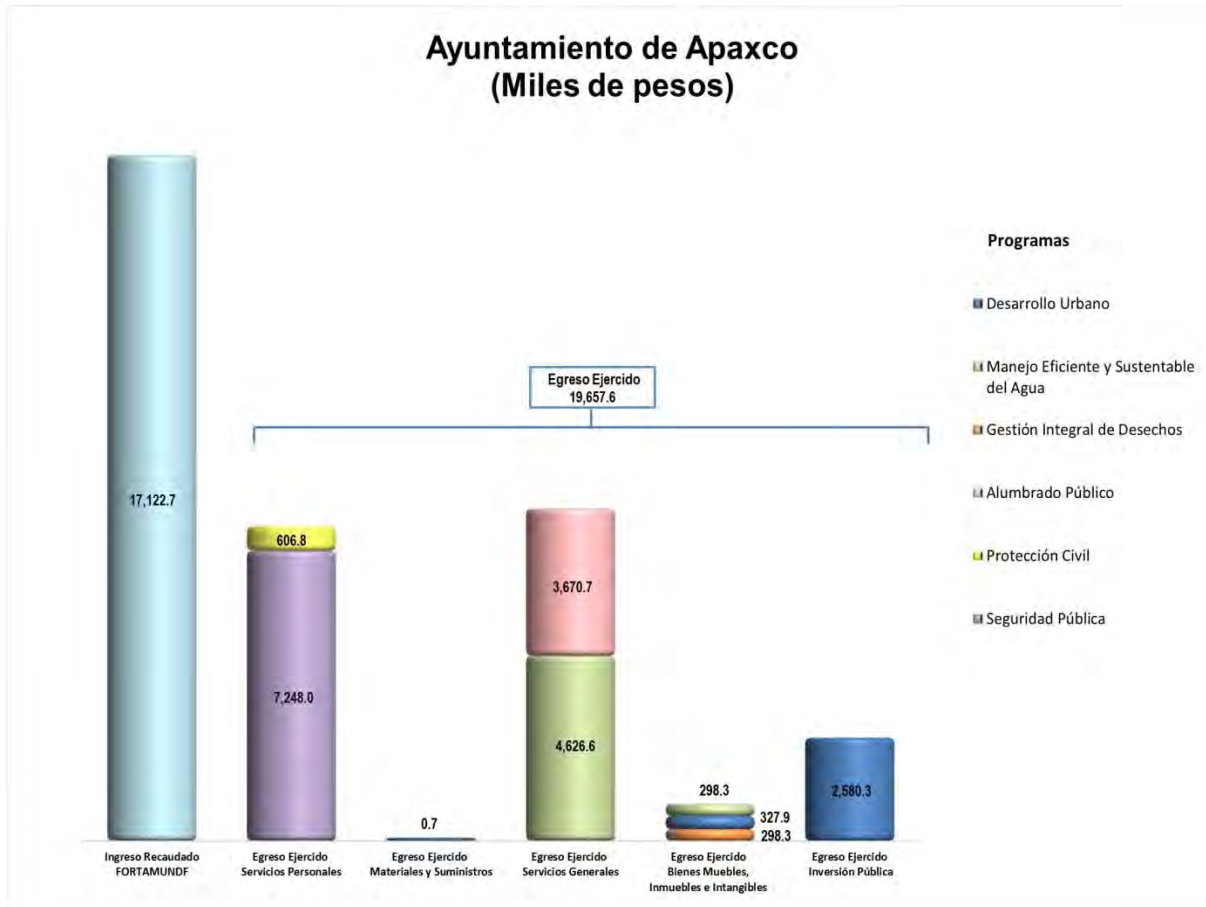 Ayuntamiento de Apaxco
(Miles de pesos)
Programas
Desarrollo Urbano
Manejo Eficiente y Sustentable
del Agua
Gestión Integral de Desechos
Alumbrado Público
Protección Civil
Seguridad Pública
Egreso Ejercido
19,657.6
17,122.7
606.8
7,248.0
0.7
3,670.7
4,626.6
298.3
327.9
298.3
2,580.3
Ingreso Recaudado
FORTAMUNDF
Egreso Ejercido
Servicios Personales
Egreso Ejercido
Materiales y Suministros
Egreso Ejercido
Servicios Generales
Egreso Ejercido
Bienes Muebles,
Inmuebles e Intangibles
Egreso Ejercido
Inversión Pública